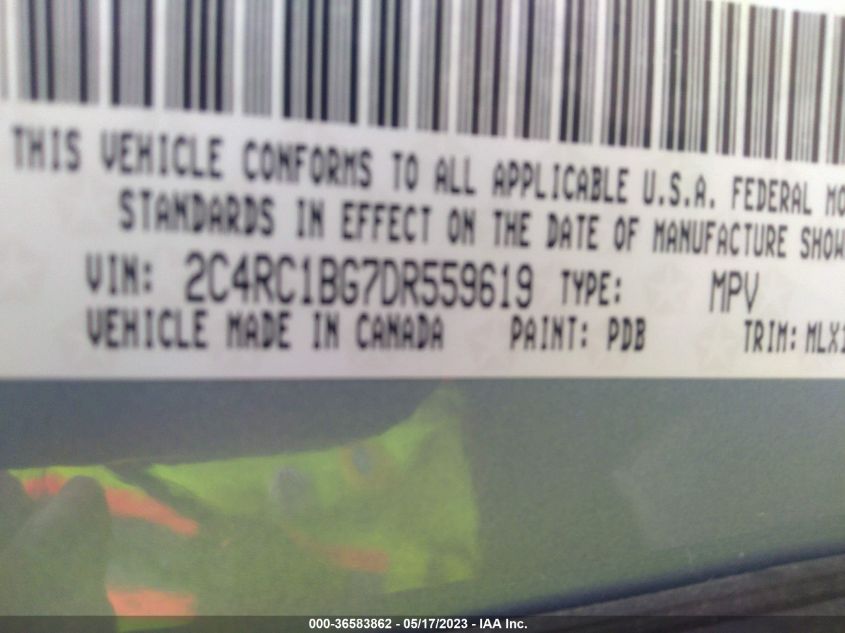 THIS VEHICLE CONFORMS TO ALL APPLICABLE U.S.A. FEDERAL MO
STANDARDS IN EFFECT ON THE DATE OF MANUFACTURE SHOW
VIN: 2C4RC1BG7DR559619 TYPE: MPV
VEHICLE MADE IN CANADA PAINT: PDB TRIM: MLX1
000-36583862 - 05/17/2023 - IAA Inc.